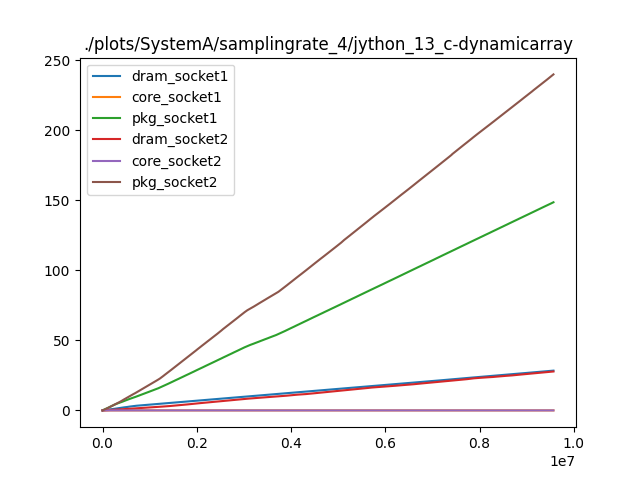 ./plots/SystemA/samplingrate_4/jython_13_c-dynamicarray
250
200
150
100
50
0
dram_socket1
core_socket1
pkg_socket1
dram_socket2
core_socket2
pkg_socket2
0.0 0.2 0.4 0.6 0.8 1.0
1e7